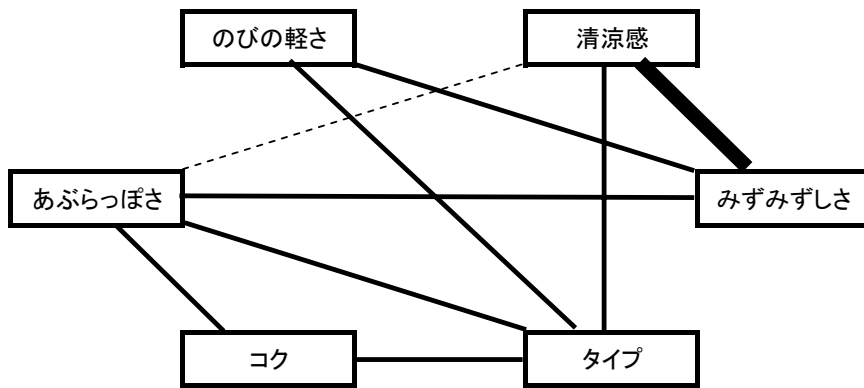 のびの軽さ
清涼感
あぶらっぽさ
みずみずしさ
コク
タイプ